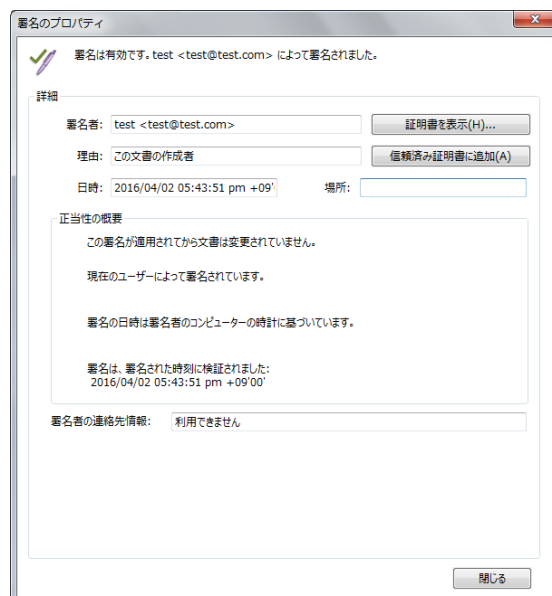 署名のプロパティ
署名は有効です。test <test@test.com> によって署名されました。
詳細
署名者: test <test@test.com> 証明書を表示(H)...
理由: この文書の作成者 信頼済み証明書に追加(A)
日時: 2016/04/02 05:43:51 pm +09' 場所:
正当性の概要
この署名が適用されてから文書は変更されていません。
現在のユーザーによって署名されています。
署名の日時は署名者のコンピューターの時計に基づいています。
署名は、署名された時刻に検証されました:
2016/04/02 05:43:51 pm +09'00'
署名者の連絡先情報: 利用できません
閉じる